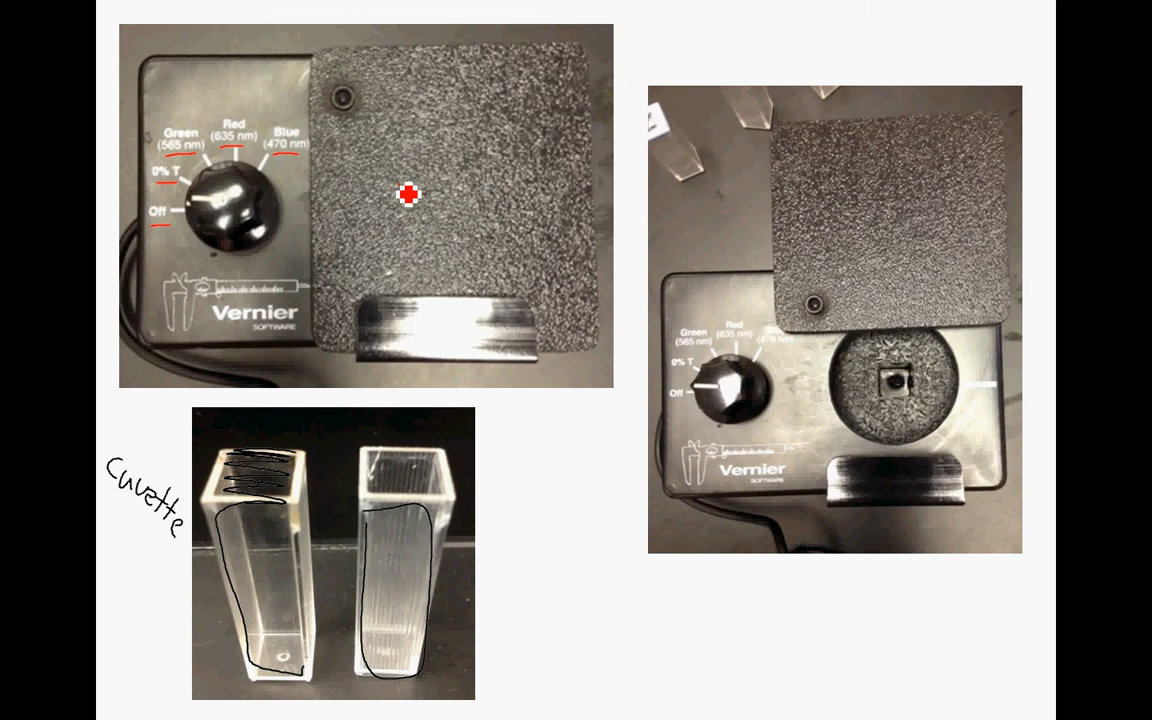 Green
(565 nm)
Red
(635 nm)
Blue
(470 nm)
0% T
Off
Vernier
SOFTWARE
Green
(565 nm)
Red
(635 nm)
0% T
Off
Vernier
SOFTWARE
Cuvette